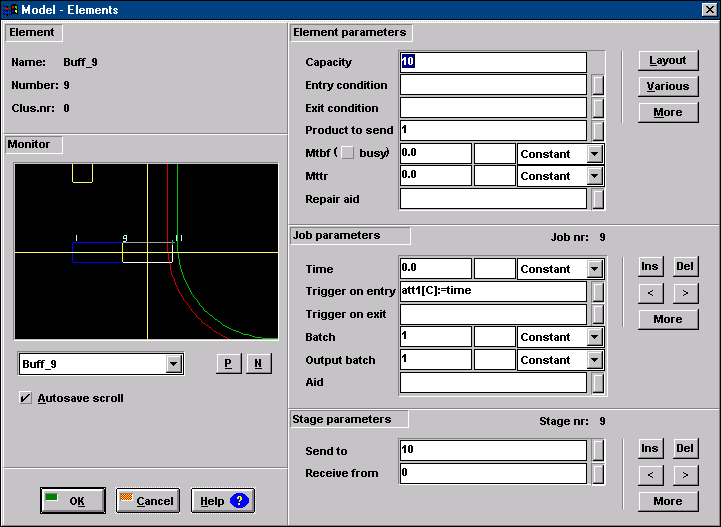 Model - Elements
Element
Name: Buff_9
Number: 9
Clus.nr: 0
Monitor
1 9 11
Buff_9
P N
Autosave scroll
OK Cancel Help ?
Element parameters
Capacity 10 Layout
Entry condition Various
Exit condition More
Product to send 1
Mtbf ( busy) 0.0 Constant
Mttr 0.0 Constant
Repair aid
Job parameters Job nr: 9
Time 0.0 Constant Ins Del
Trigger on entry att1[C]:=time < >
Trigger on exit More
Batch 1 Constant
Output batch 1 Constant
Aid
Stage parameters Stage nr: 9
Send to 10 Ins Del
Receive from 0 < >
More